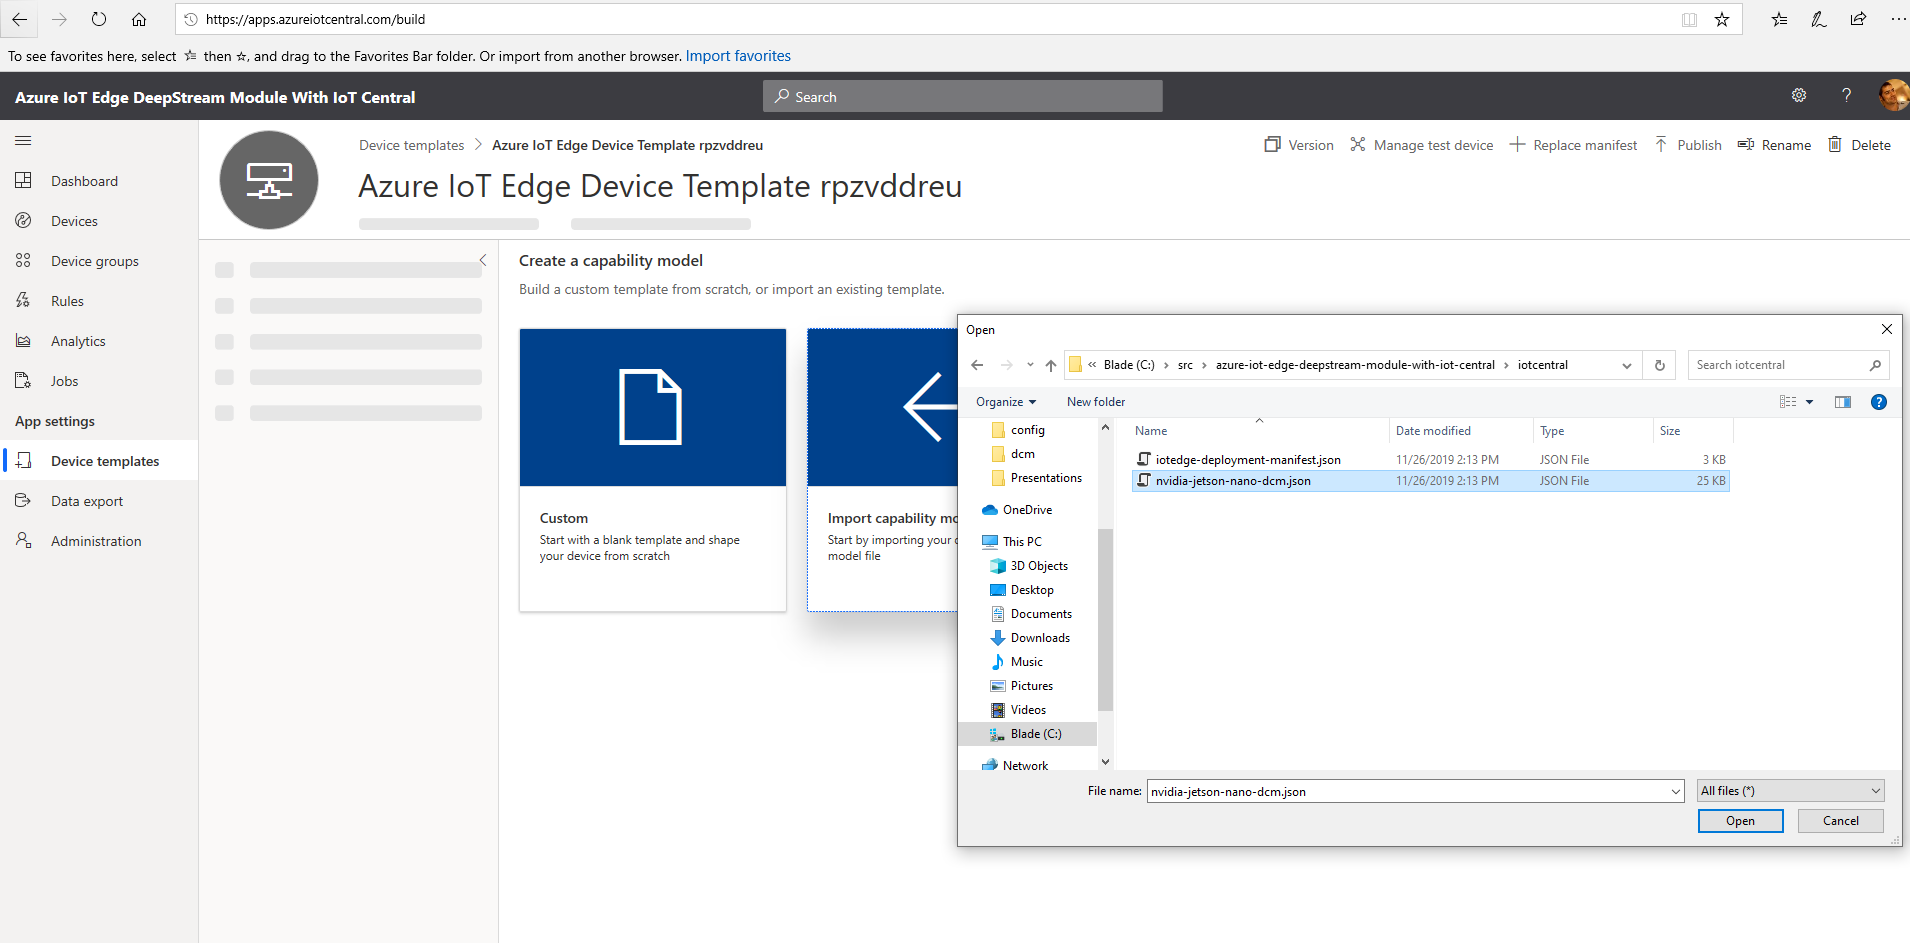 https://apps.azureiotcentral.com/build
To see favorites here, select then , and drag to the Favorites Bar folder. Or import from another browser. Import favorites
Azure IoT Edge DeepStream Module With IoT Central
Search
?
Dashboard
Devices
Device groups
Rules
Analytics
Jobs
App settings
Device templates
Data export
Administration
Device templates > Azure IoT Edge Device Template rpzvddreu
Version
Manage test device
Replace manifest
Publish
Rename
Delete
Azure IoT Edge Device Template rpzvddreu
Create a capability model
Build a custom template from scratch, or import an existing template.
Custom
Start with a blank template and shape
your device from scratch
Import capability mo
Start by importing your c
model file
Open
« Blade (C:) > src > azure-iot-edge-deepstream-module-with-iot-central > iotcentral
Search iotcentral
Organize
New folder
?
config
dcm
Presentations
OneDrive
This PC
3D Objects
Desktop
Documents
Downloads
Music
Pictures
Videos
Blade (C:)
Network
Name Date modified Type Size
iotedge-deployment-manifest.json 11/26/2019 2:13 PM JSON File 3 KB
nvidia-jetson-nano-dcm.json 11/26/2019 2:13 PM JSON File 25 KB
File name: nvidia-jetson-nano-dcm.json
All files (*)
Open
Cancel